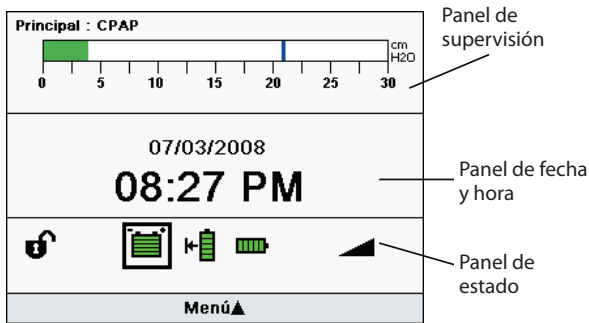 Principal : CPAP
cm
H2O
0 5 10 15 20 25 30
07/03/2008
08:27 PM
Menú
Panel de
supervisión
Panel de fecha
y hora
Panel de
estado